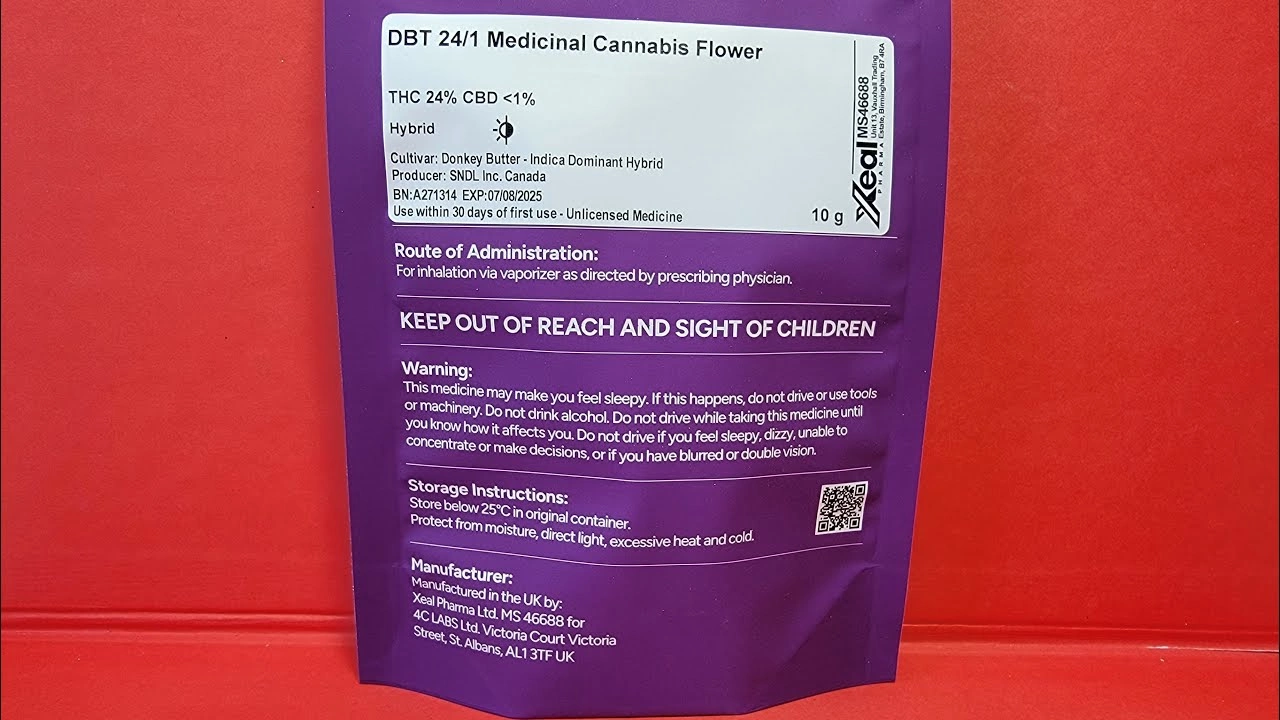 DBT 24/1 Medicinal Cannabis Flower
THC 24% CBD <1%
Hybrid
Cultivar: Donkey Butter - Indica Dominant Hybrid
Producer: SNDL Inc. Canada
BN:A271314 EXP:07/08/2025
Use within 30 days of first use - Unlicensed Medicine
10 g
Xeal
PHARMA
MS46688
Unit 13, Vauxhall Trading
Estate, Birmingham, B7 4RA
Route of Administration:
For inhalation via vaporizer as directed by prescribing physician.
KEEP OUT OF REACH AND SIGHT OF CHILDREN
Warning:
This medicine may make you feel sleepy. If this happens, do not drive or use tools
or machinery. Do not drink alcohol. Do not drive while taking this medicine until
you know how it affects you. Do not drive if you feel sleepy, dizzy, unable to
concentrate or make decisions, or if you have blurred or double vision.
Storage Instructions:
Store below 25°C in original container.
Protect from moisture, direct light, excessive heat and cold.
Manufacturer:
Manufactured in the UK by:
Xeal Pharma Ltd. MS 46688 for
4C LABS Ltd. Victoria Court Victoria
Street, St. Albans, AL1 3TF UK